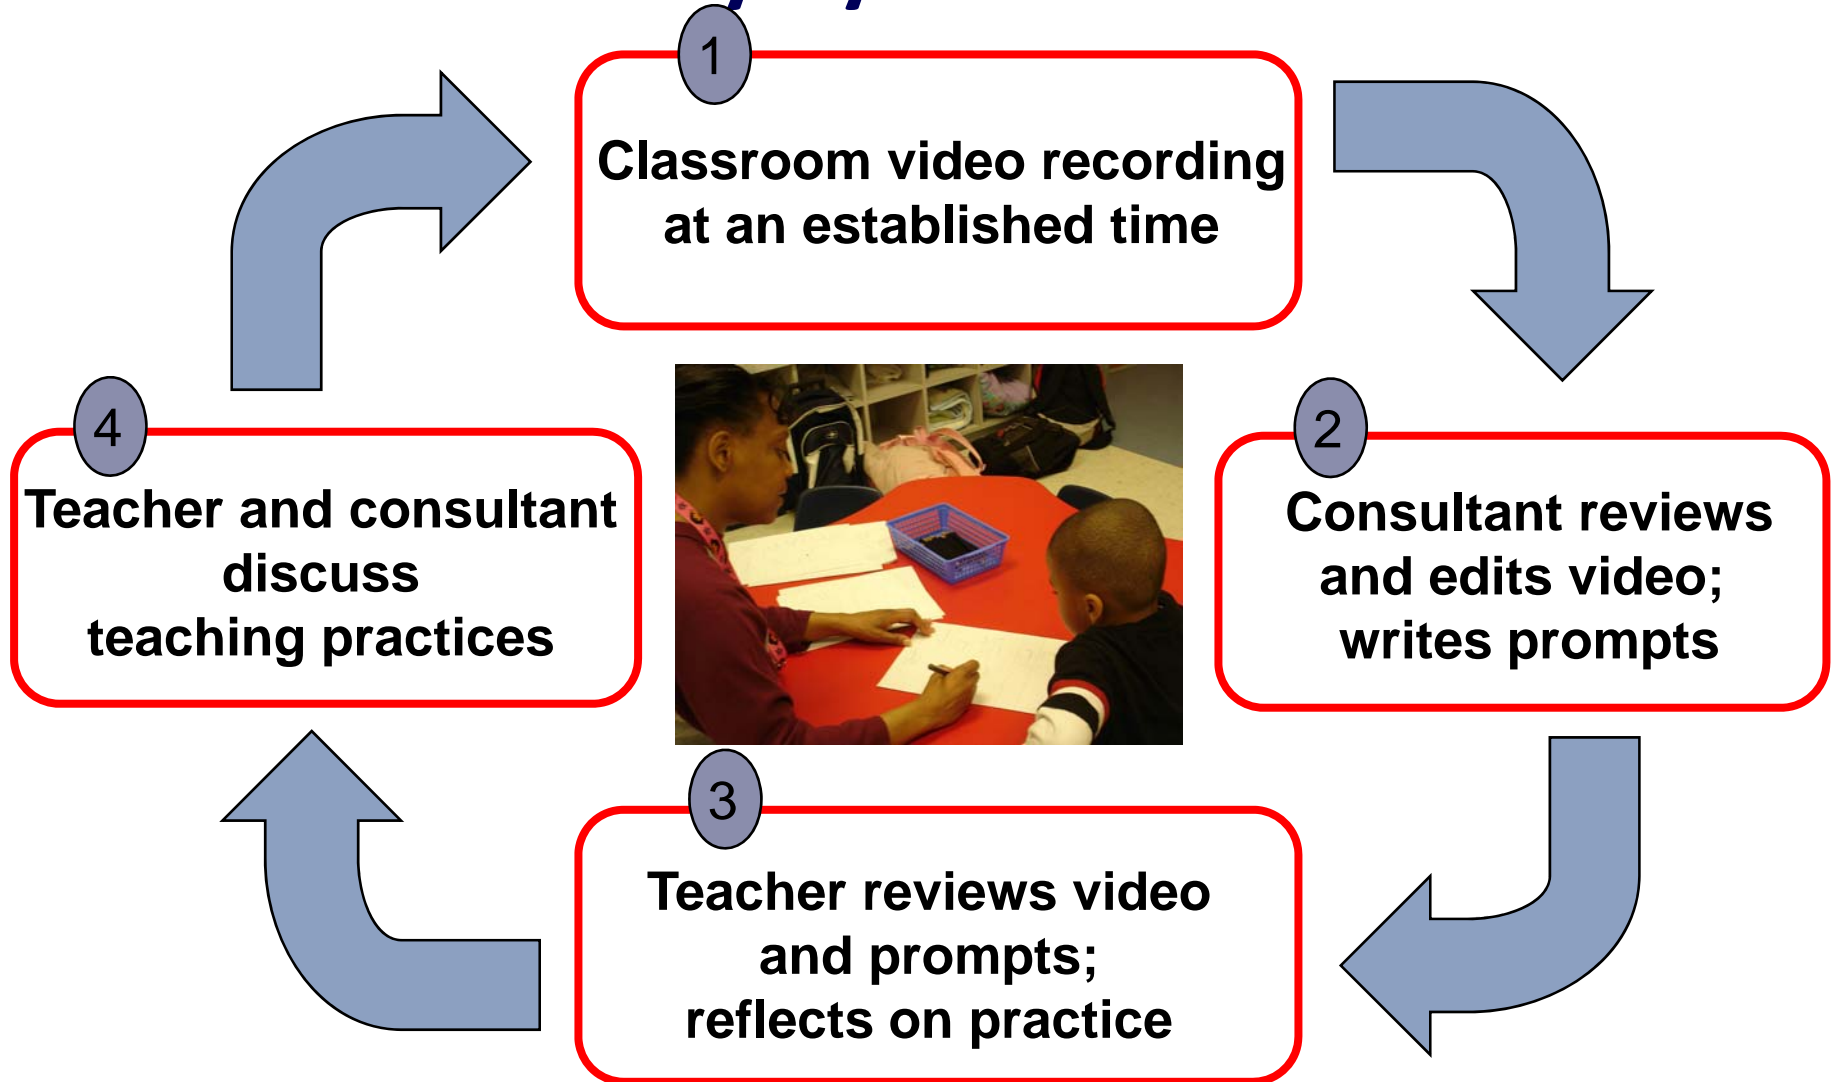 1
Classroom video recording
at an established time
2
Consultant reviews
and edits video;
writes prompts
3
Teacher reviews video
and prompts;
reflects on practice
4
Teacher and consultant
discuss
teaching practices